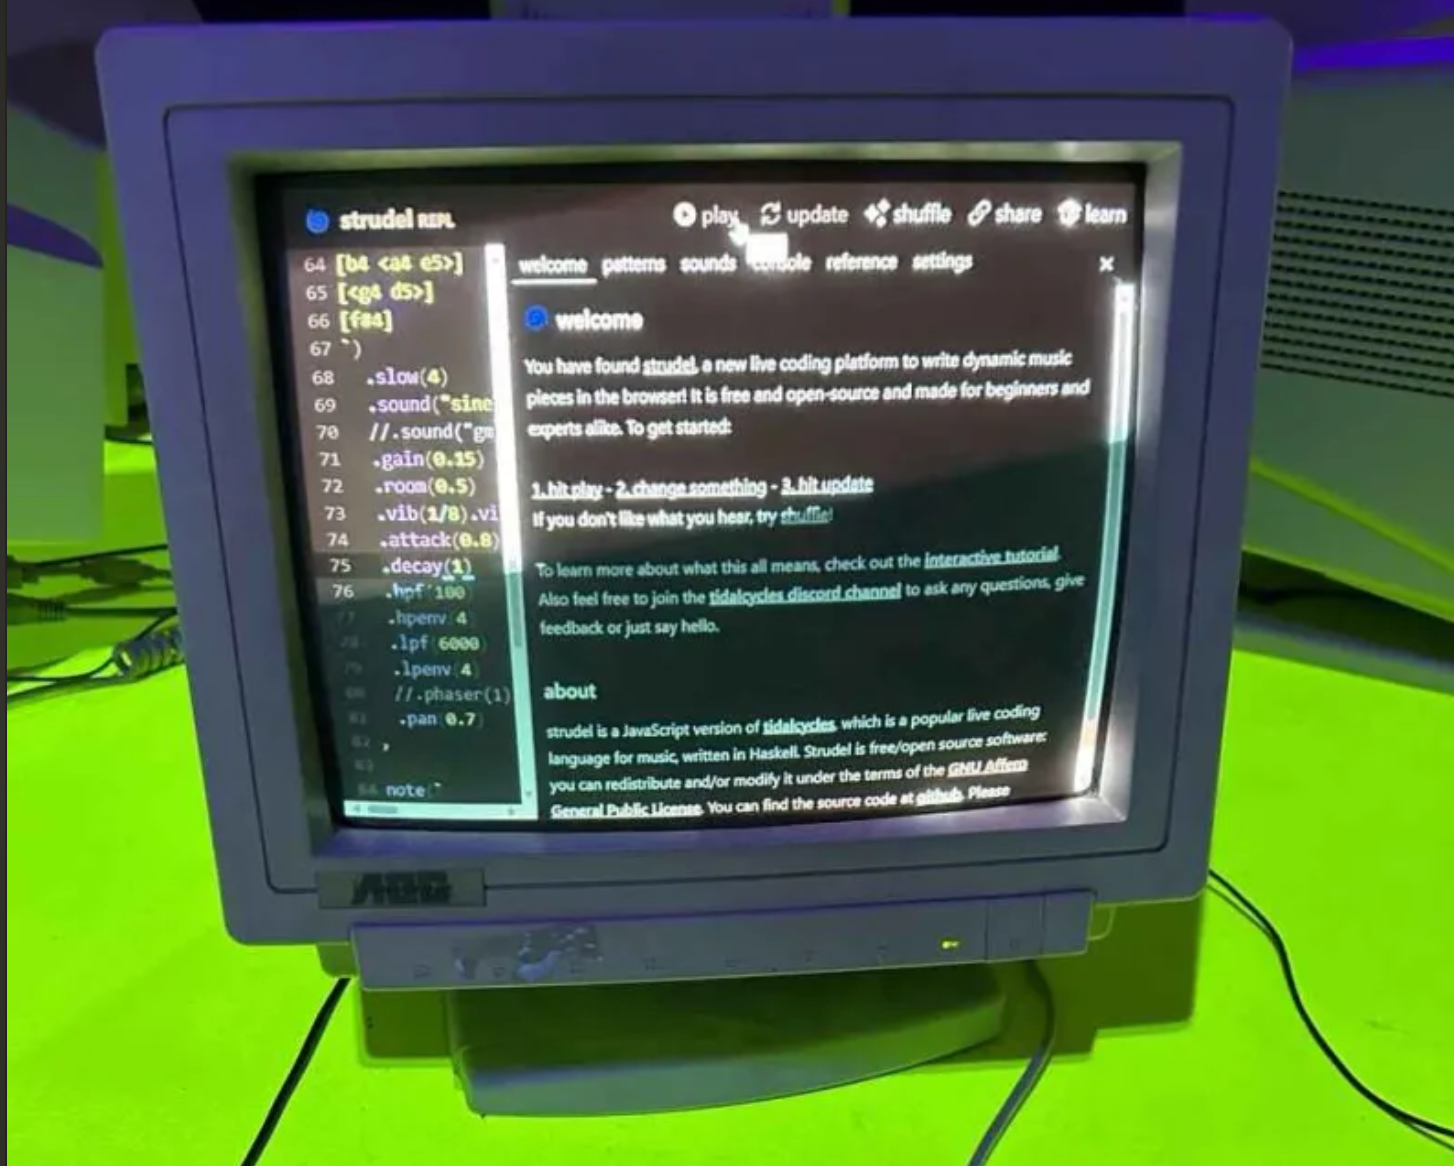 strudel REPL
play update shuffle share learn
64 [b4 <a4 e5>]
65 [<g4 d5>]
66 [f#4]
67 `)
68 .slow(4)
69 .sound("sine
70 //.sound("gm
71 .gain(0.15)
72 .room(0.5)
73 .vib(1/8).vi
74 .attack(0.8)
75 .decay(1)
76 .hpf(100)
77 .hpenv(4
78 .lpf(6000)
79 .lpenv(4)
80 //.phaser(1)
81 .pan(0.7)
82 ,
83
84 note(`
welcome patterns sounds console reference settings ×
welcome
You have found strudel, a new live coding platform to write dynamic music
pieces in the browser! It is free and open-source and made for beginners and
experts alike. To get started:
1. hit play - 2. change something - 3. hit update
If you don't like what you hear, try shuffle!
To learn more about what this all means, check out the interactive tutorial.
Also feel free to join the tidalcycles discord channel to ask any questions, give
feedback or just say hello.
about
strudel is a JavaScript version of tidalcycles, which is a popular live coding
language for music, written in Haskell. Strudel is free/open source software:
you can redistribute and/or modify it under the terms of the GNU Affero
General Public License. You can find the source code at github. Please